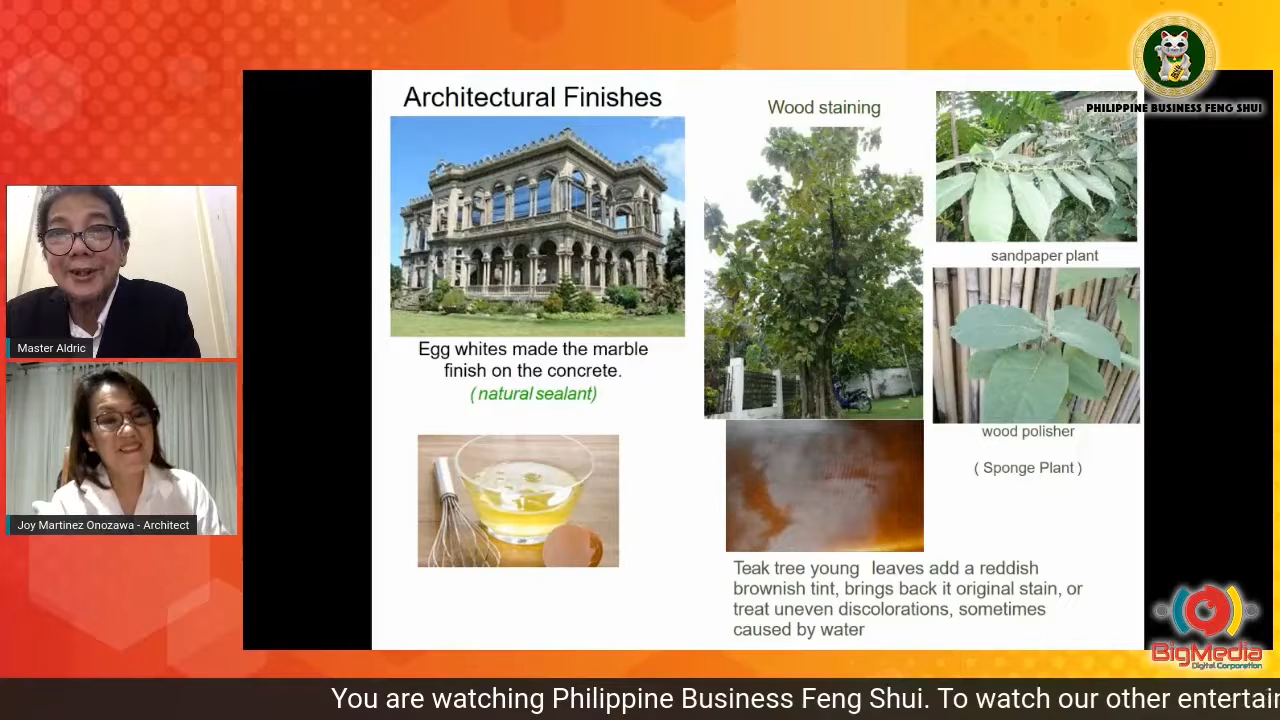 PHILIPPINE BUSINESS FENG SHUI
Architectural Finishes
Wood staining
sandpaper plant
Egg whites made the marble
finish on the concrete.
( natural sealant)
wood polisher
( Sponge Plant )
Teak tree young leaves add a reddish
brownish tint, brings back it original stain, or
treat uneven discolorations, sometimes
caused by water
Master Aldric
Joy Martinez Onozawa - Architect
BigMedia
Digital Corporation
You are watching Philippine Business Feng Shui. To watch our other entertai